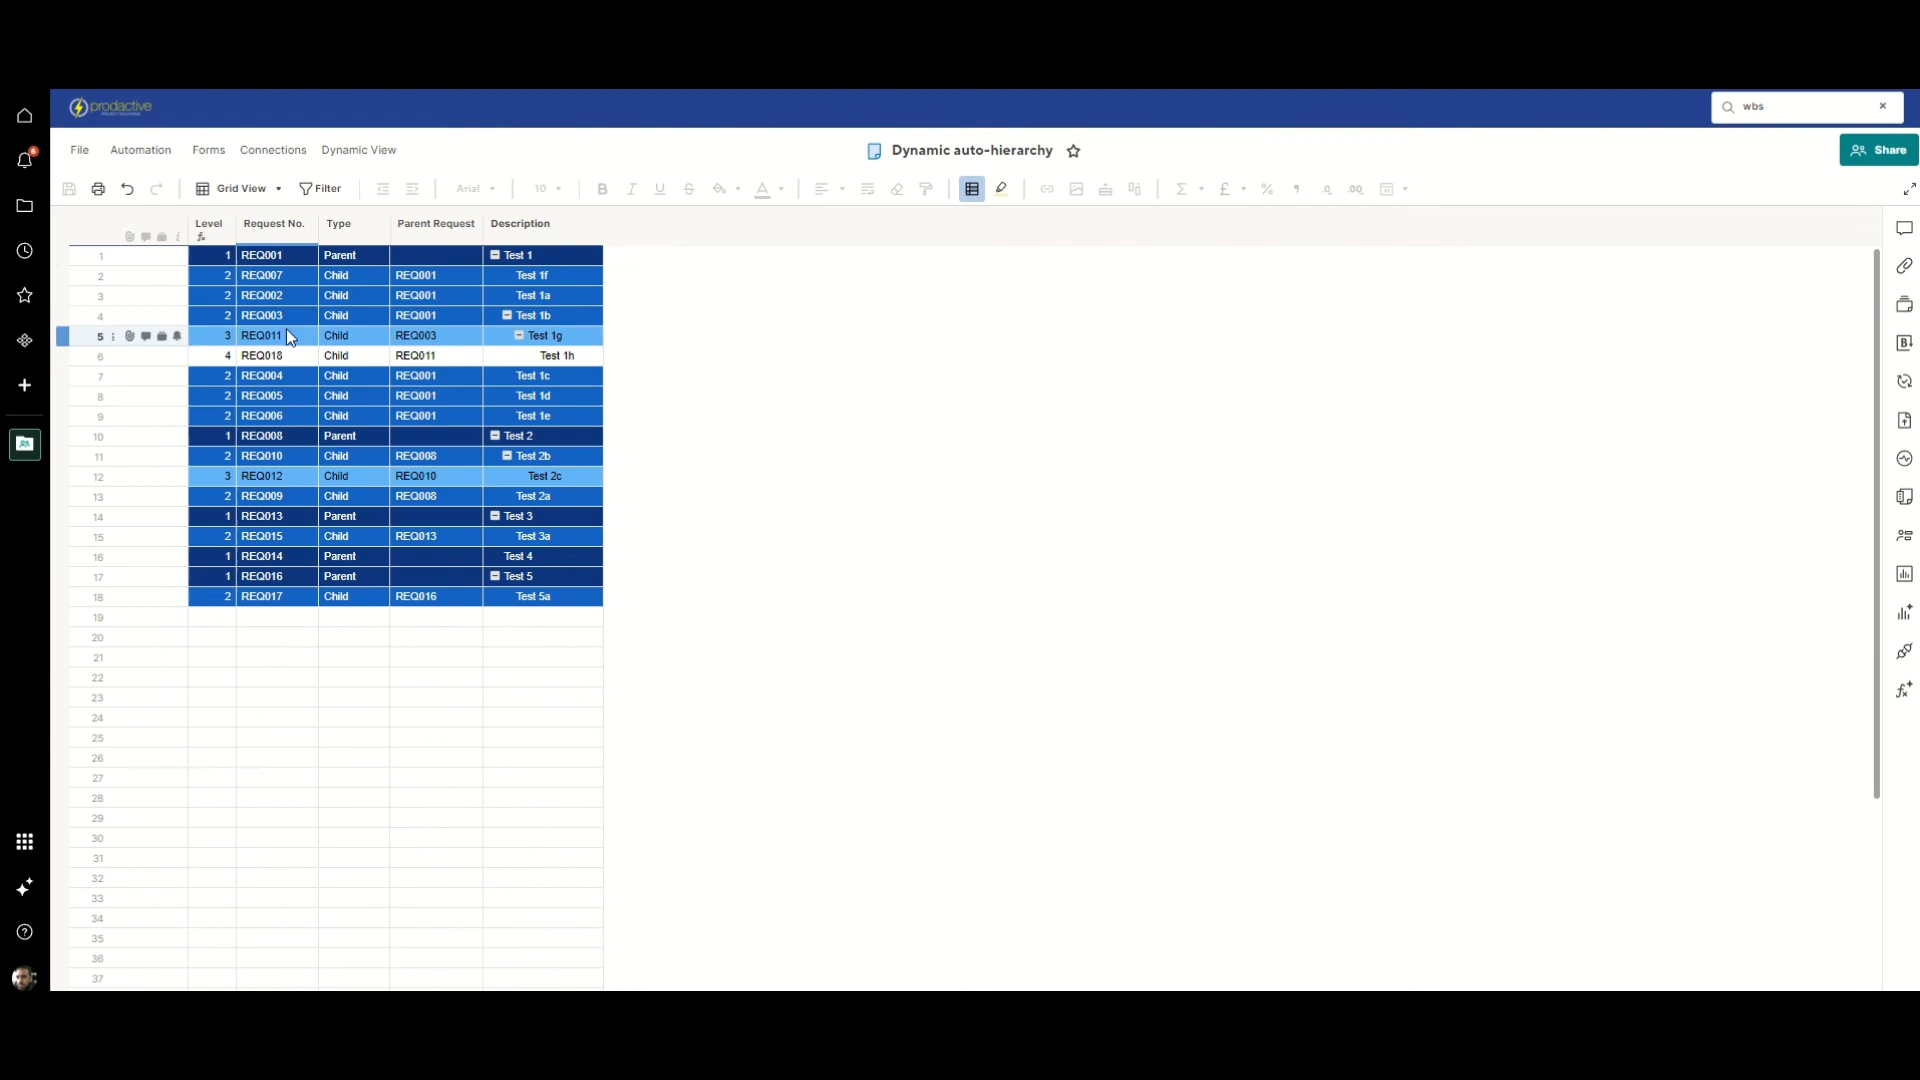 prodactive
PROJECT SOLUTIONS
wbs
File Automation Forms Connections Dynamic View
Dynamic auto-hierarchy
Share
Grid View Filter Arial 10
Level Request No. Type Parent Request Description
1 1 REQ001 Parent Test 1
2 2 REQ007 Child REQ001 Test 1f
3 2 REQ002 Child REQ001 Test 1a
4 2 REQ003 Child REQ001 Test 1b
5 3 REQ011 Child REQ003 Test 1g
6 4 REQ018 Child REQ011 Test 1h
7 2 REQ004 Child REQ001 Test 1c
8 2 REQ005 Child REQ001 Test 1d
9 2 REQ006 Child REQ001 Test 1e
10 1 REQ008 Parent Test 2
11 2 REQ010 Child REQ008 Test 2b
12 3 REQ012 Child REQ010 Test 2c
13 2 REQ009 Child REQ008 Test 2a
14 1 REQ013 Parent Test 3
15 2 REQ015 Child REQ013 Test 3a
16 1 REQ014 Parent Test 4
17 1 REQ016 Parent Test 5
18 2 REQ017 Child REQ016 Test 5a
19
20
21
22
23
24
25
26
27
28
29
30
31
32
33
34
35
36
37